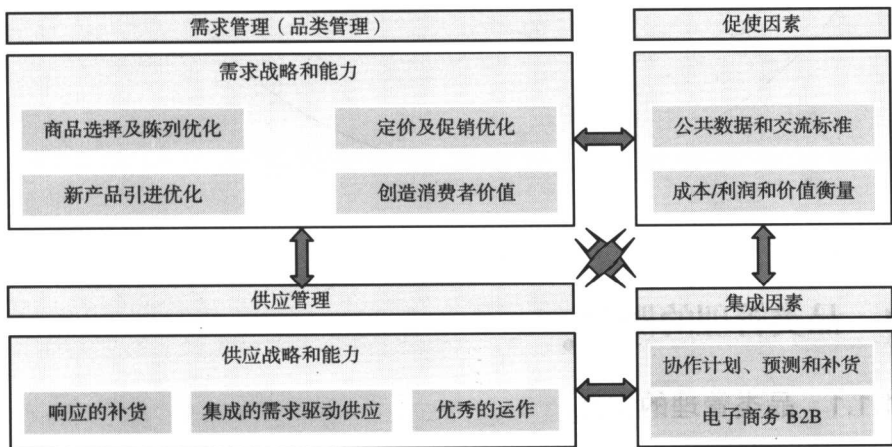 需求管理（品类管理）
促使因素
需求战略和能力
商品选择及陈列优化
定价及促销优化
公共数据和交流标准
新产品引进优化
创造消费者价值
成本/利润和价值衡量
供应管理
集成因素
供应战略和能力
协作计划、预测和补货
响应的补货
集成的需求驱动供应
优秀的运作
电子商务 B2B